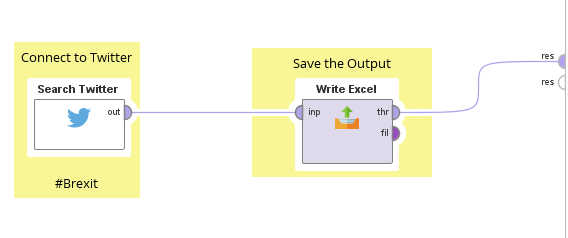 Connect to Twitter
Search Twitter
out
#Brexit
Save the Output
Write Excel
inp
thr
fil
res
res